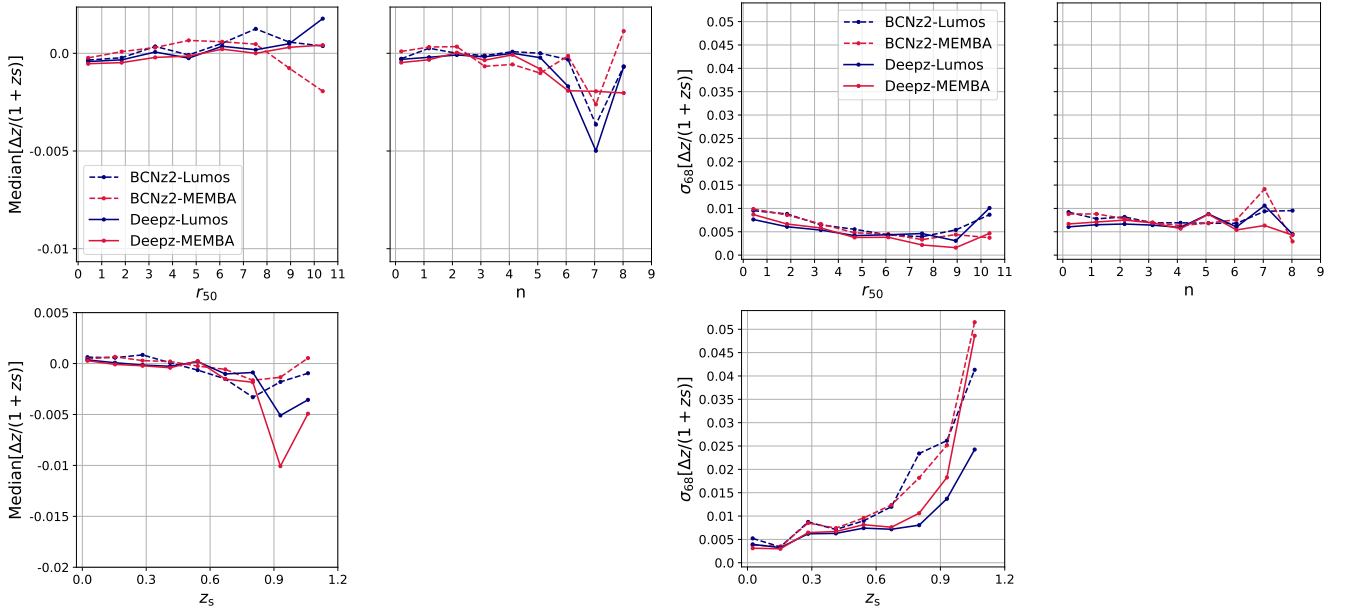 Median[Δz/(1 + zs)]
0.0
-0.005
-0.01
BCNz2-Lumos
BCNz2-MEMBA
Deepz-Lumos
Deepz-MEMBA
0 1 2 3 4 5 6 7 8 9 10 11
r50
0 1 2 3 4 5 6 7 8 9
n
σ68[Δz/(1 + zs)]
0.05
0.045
0.04
0.035
0.03
0.025
0.02
0.015
0.01
0.005
0.0
BCNz2-Lumos
BCNz2-MEMBA
Deepz-Lumos
Deepz-MEMBA
0 1 2 3 4 5 6 7 8 9 10 11
r50
0 1 2 3 4 5 6 7 8 9
n
Median[Δz/(1 + zs)]
0.005
0.0
-0.005
-0.01
-0.015
-0.02
0.0 0.3 0.6 0.9 1.2
zs
σ68[Δz/(1 + zs)]
0.05
0.045
0.04
0.035
0.03
0.025
0.02
0.015
0.01
0.005
0.0
0.0 0.3 0.6 0.9 1.2
zs